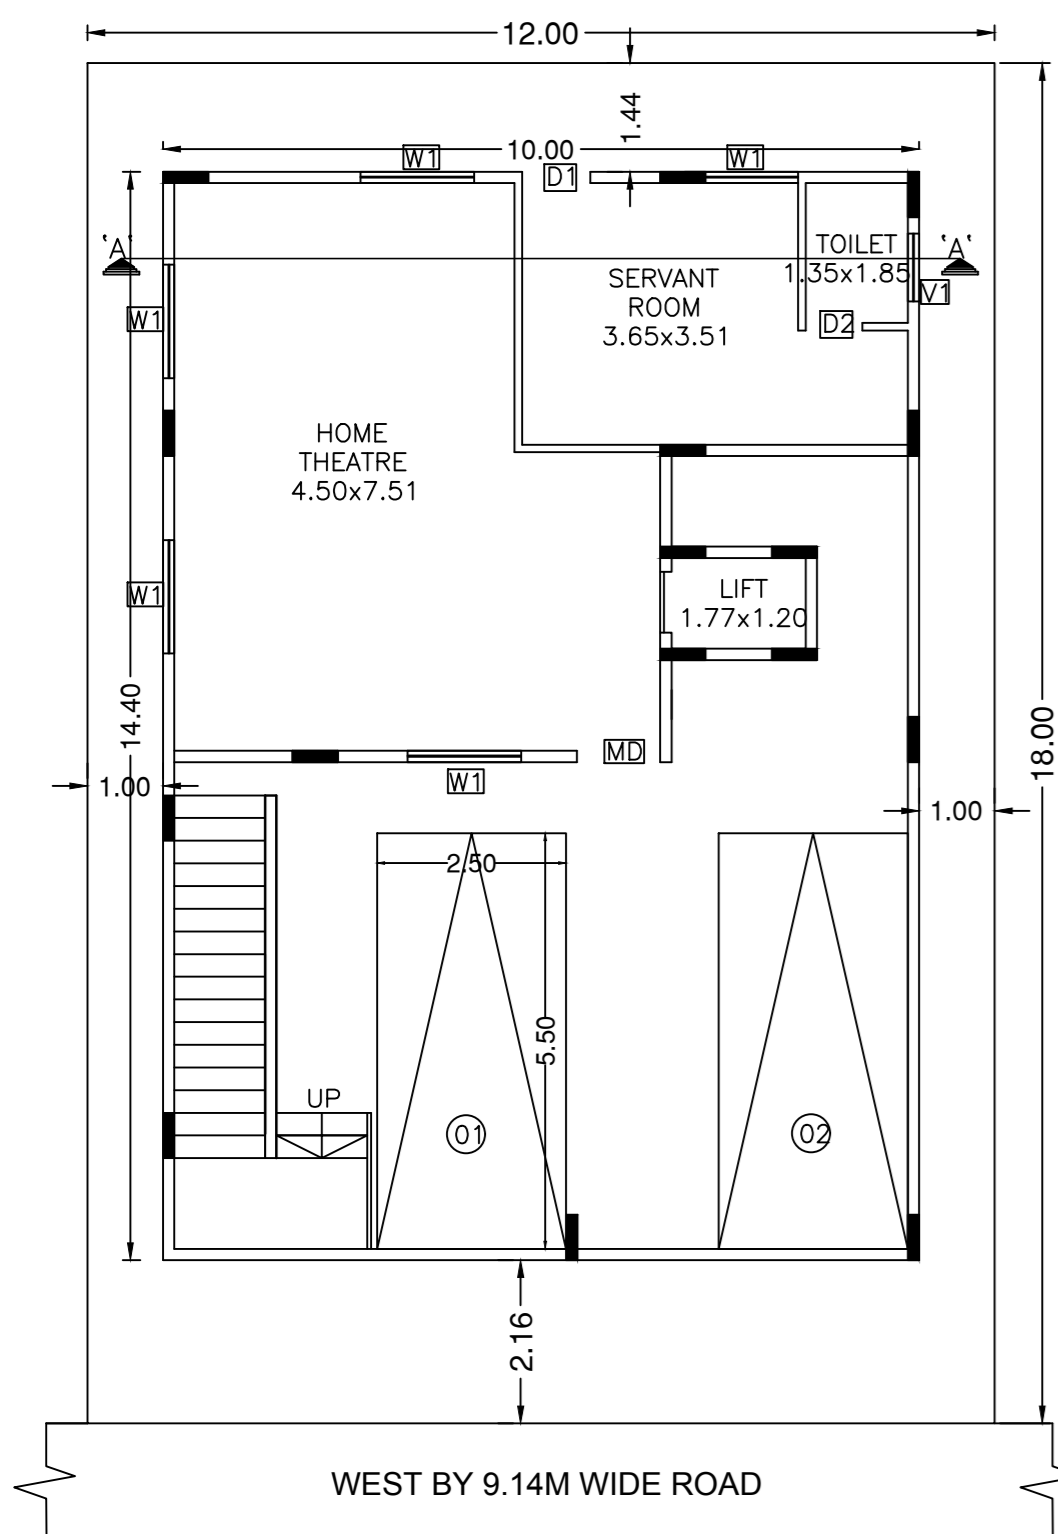 12.00
1.44
10.00
W1
D1
W1
'A'
'A'
TOILET
1.35x1.85
SERVANT
ROOM
3.65x3.51
V1
W1
D2
HOME
THEATRE
4.50x7.51
W1
LIFT
1.77x1.20
14.40
18.00
MD
W1
1.00
1.00
2.50
5.50
UP
01
02
2.16
WEST BY 9.14M WIDE ROAD